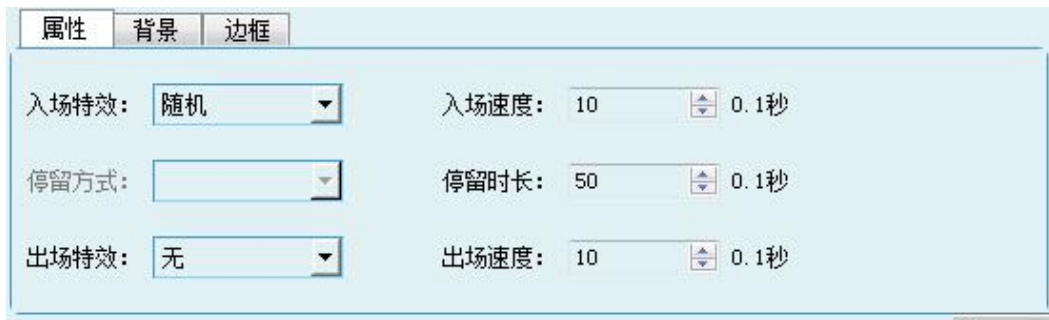 属性 背景 边框
入场特效: 随机 入场速度: 10 0.1秒
停留方式: 停留时长: 50 0.1秒
出场特效: 无 出场速度: 10 0.1秒